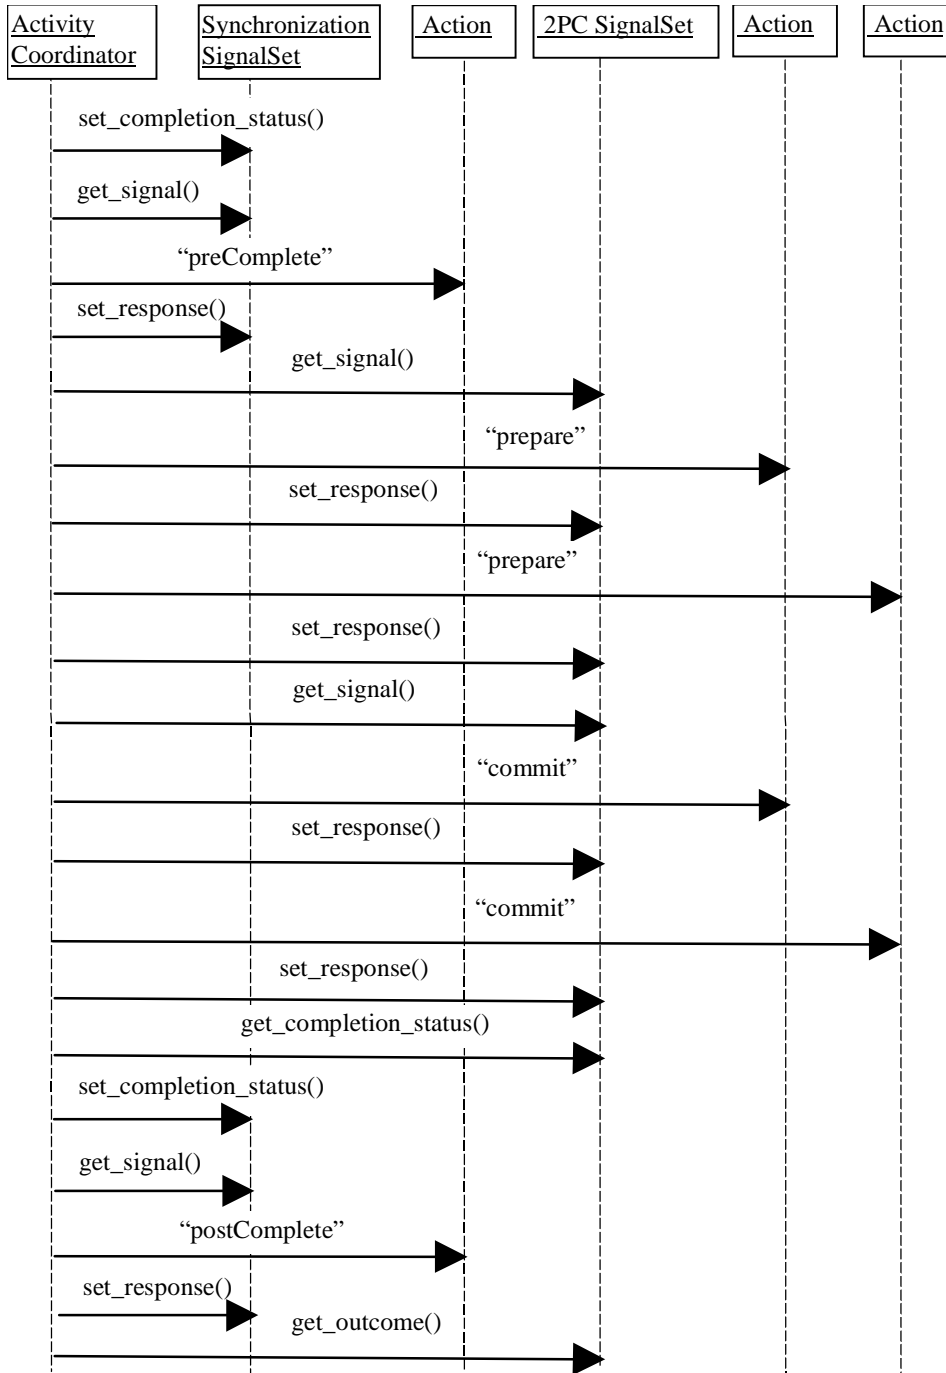 Activity
Coordinator
Synchronization
SignalSet
Action
2PC SignalSet
Action
Action
set_completion_status()
get_signal()
“preComplete”
set_response()
get_signal()
“prepare”
set_response()
“prepare”
set_response()
get_signal()
“commit”
set_response()
“commit”
set_response()
get_completion_status()
set_completion_status()
get_signal()
“postComplete”
set_response()
get_outcome()